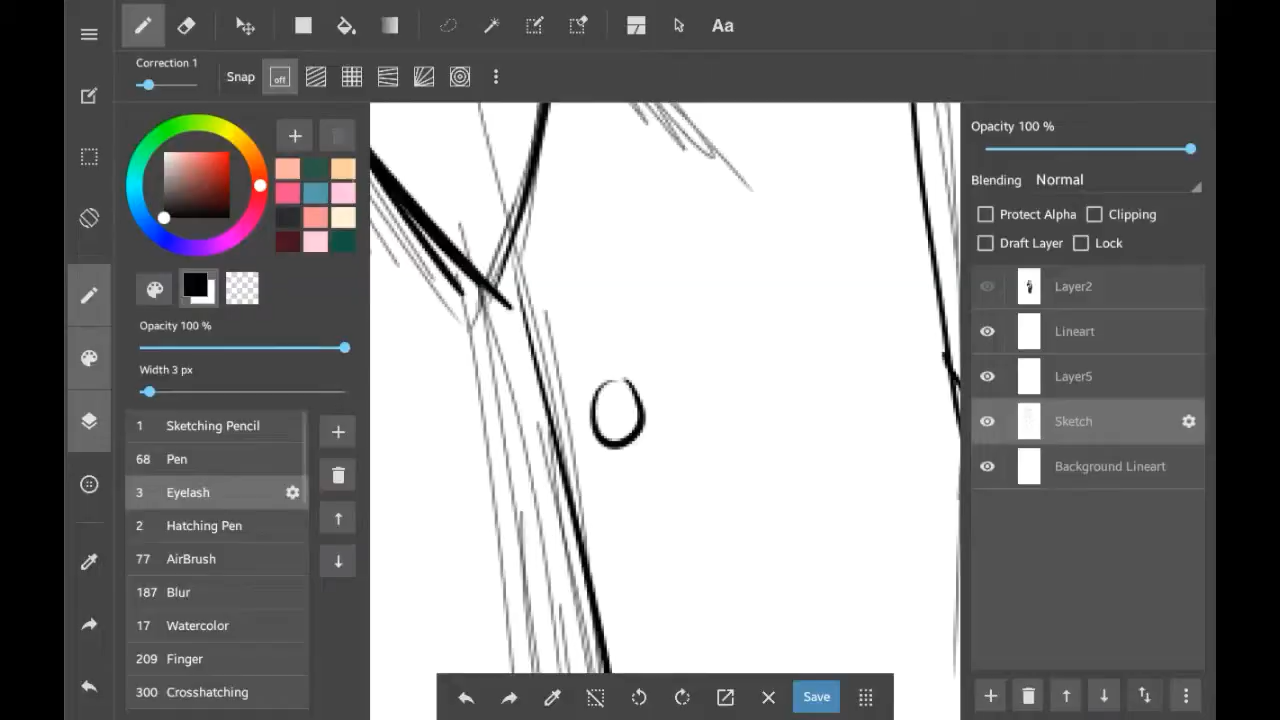 Aa
Correction 1
Snap
off
Opacity 100 %
Width 3 px
1 Sketching Pencil
68 Pen
3 Eyelash
2 Hatching Pen
77 AirBrush
187 Blur
17 Watercolor
209 Finger
300 Crosshatching
Save
Opacity 100 %
Blending Normal
Protect Alpha Clipping
Draft Layer Lock
Layer2
Lineart
Layer5
Sketch
Background Lineart